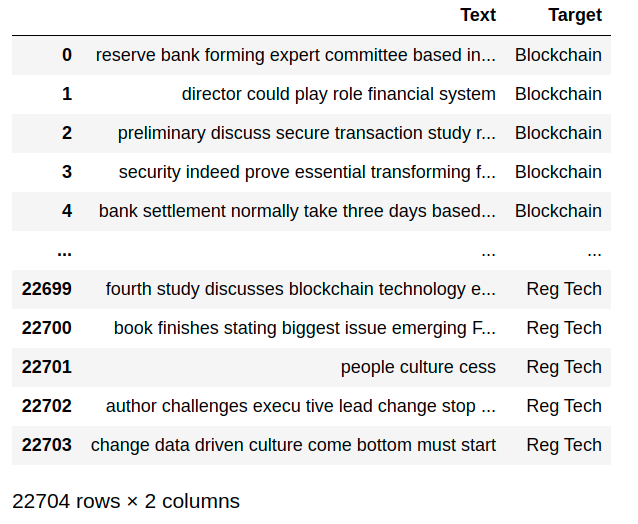 Text Target
0 reserve bank forming expert committee based in... Blockchain
1 director could play role financial system Blockchain
2 preliminary discuss secure transaction study r... Blockchain
3 security indeed prove essential transforming f... Blockchain
4 bank settlement normally take three days based... Blockchain
... ... ...
22699 fourth study discusses blockchain technology e... Reg Tech
22700 book finishes stating biggest issue emerging F... Reg Tech
22701 people culture cess Reg Tech
22702 author challenges execu tive lead change stop ... Reg Tech
22703 change data driven culture come bottom must start Reg Tech
22704 rows × 2 columns